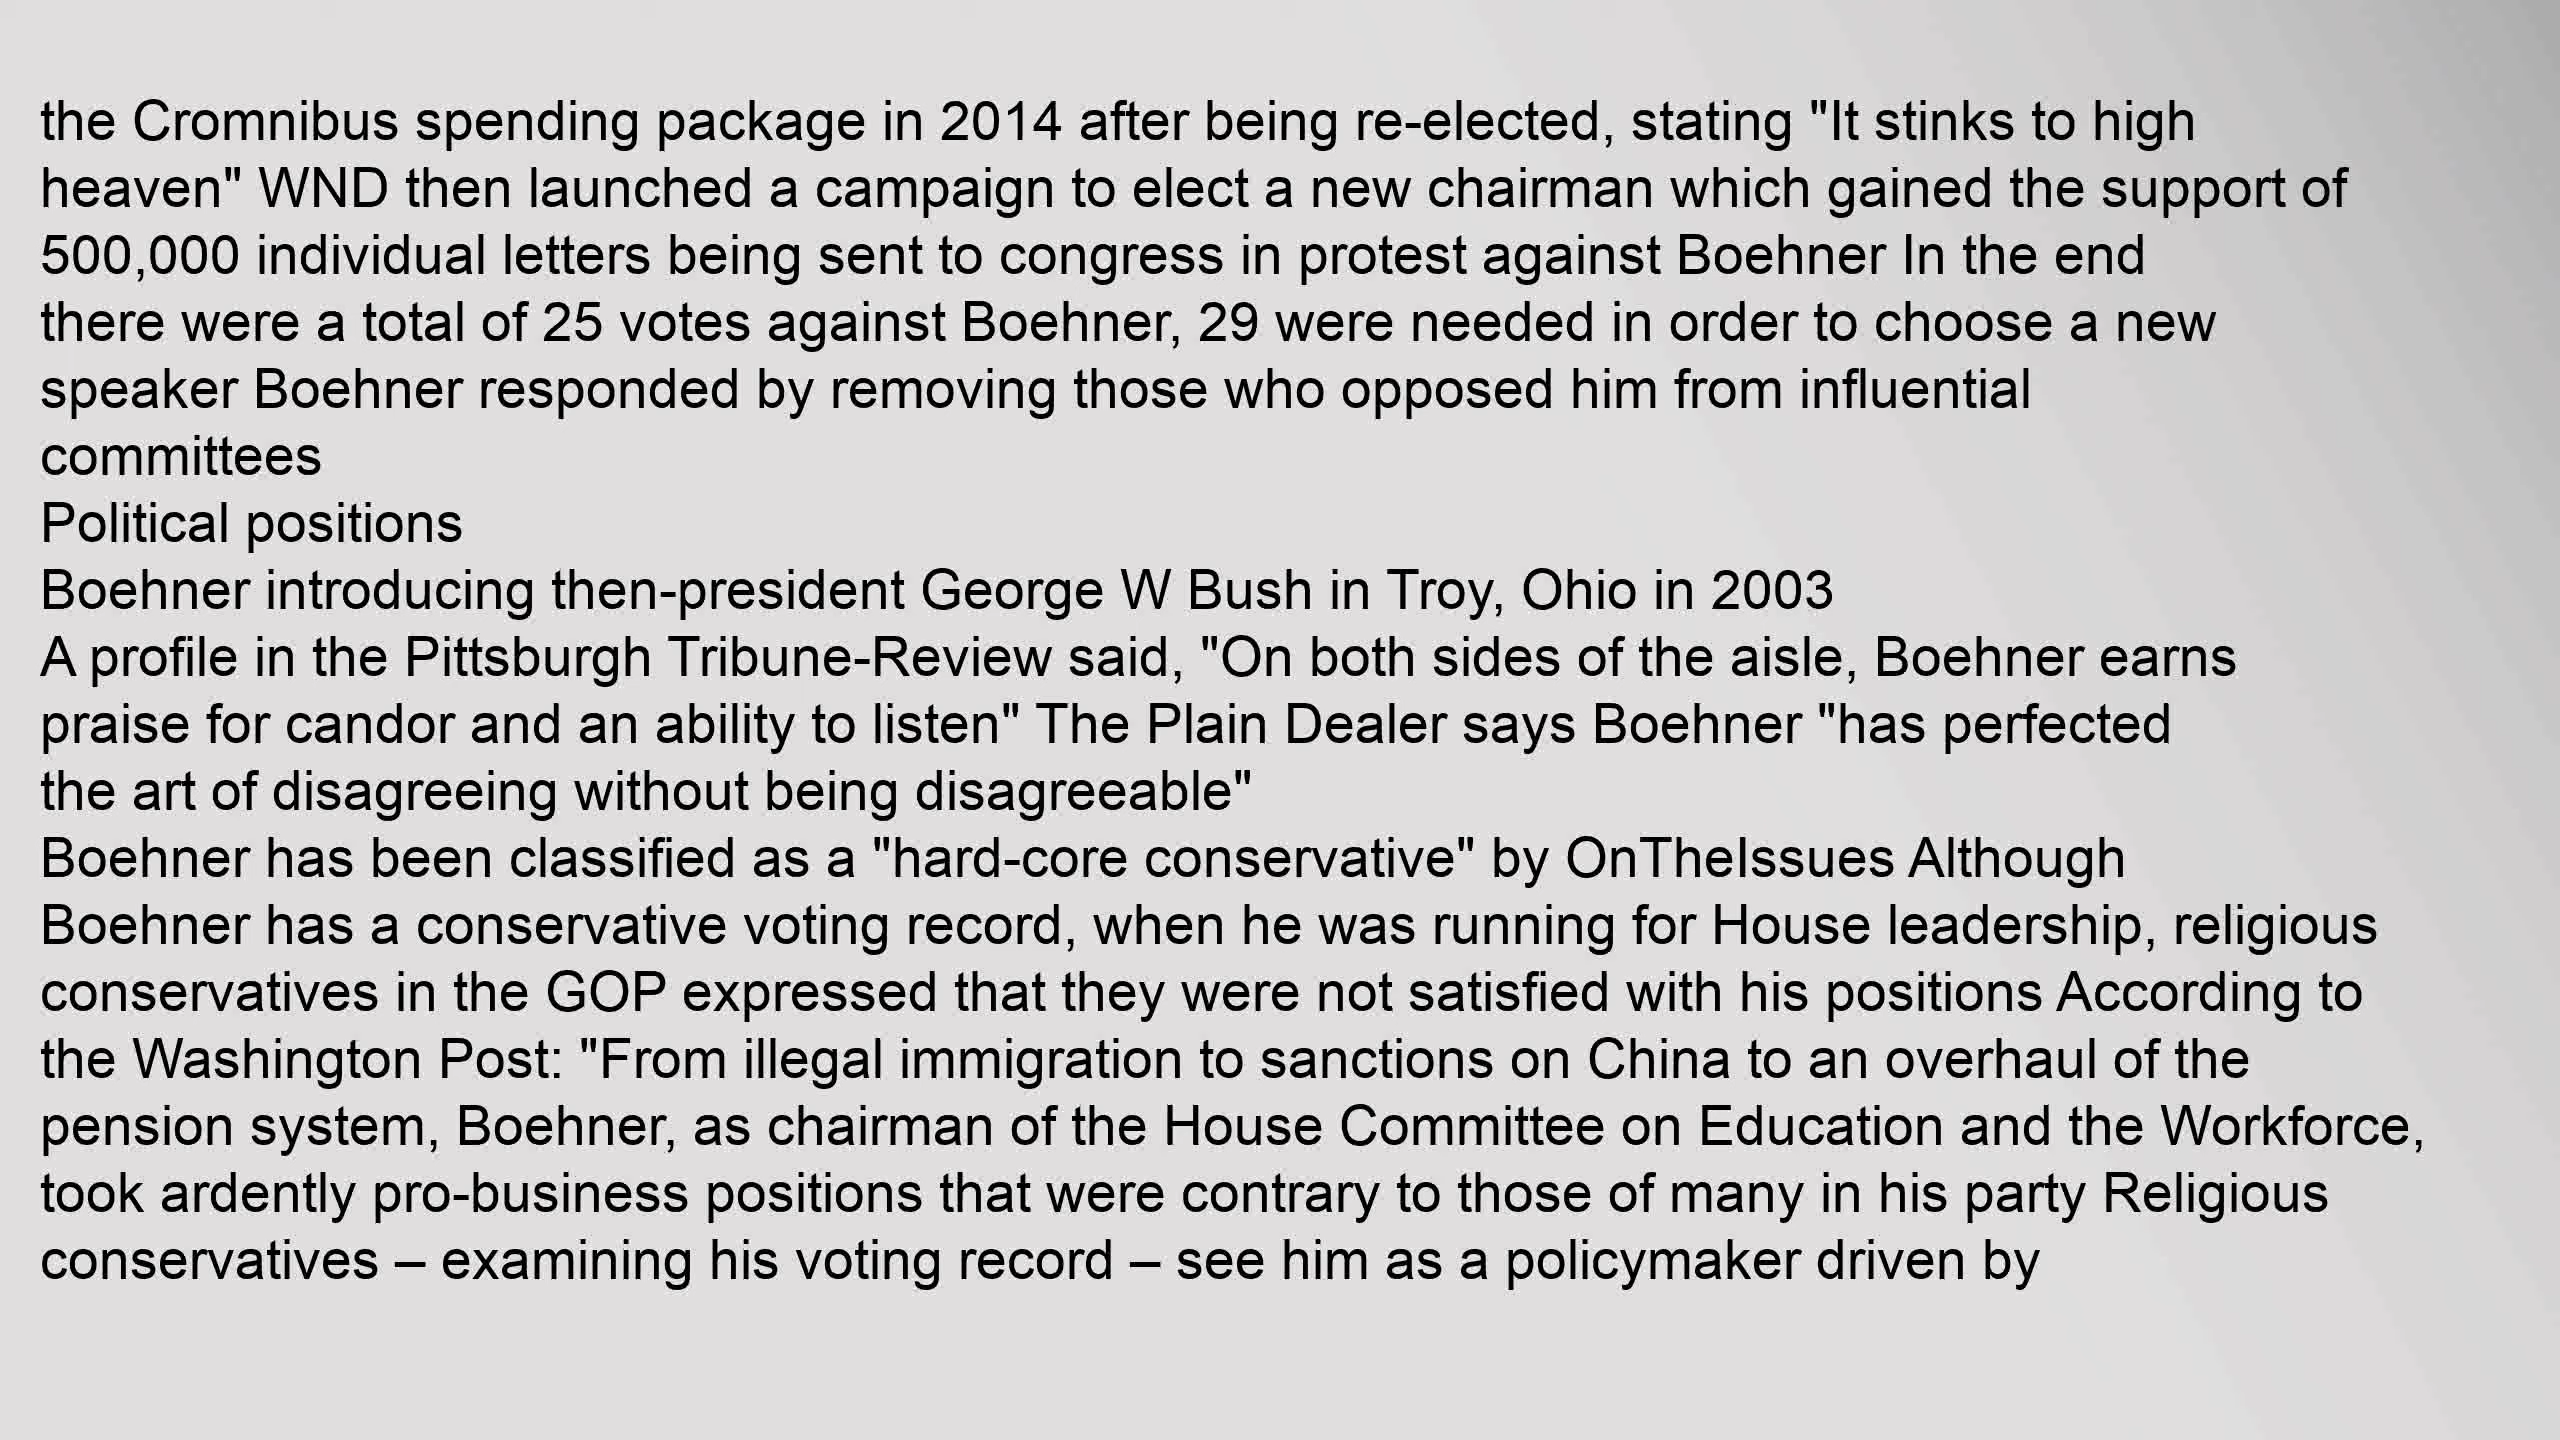 the Cromnibus spending package in 2014 after being re-elected, stating "It stinks to high
heaven" WND then launched a campaign to elect a new chairman which gained the support of
500,000 individual letters being sent to congress in protest against Boehner In the end
there were a total of 25 votes against Boehner, 29 were needed in order to choose a new
speaker Boehner responded by removing those who opposed him from influential
committees
Political positions
Boehner introducing then-president George W Bush in Troy, Ohio in 2003
A profile in the Pittsburgh Tribune-Review said, "On both sides of the aisle, Boehner earns
praise for candor and an ability to listen" The Plain Dealer says Boehner "has perfected
the art of disagreeing without being disagreeable"
Boehner has been classified as a "hard-core conservative" by OnTheIssues Although
Boehner has a conservative voting record, when he was running for House leadership, religious
conservatives in the GOP expressed that they were not satisfied with his positions According to
the Washington Post: "From illegal immigration to sanctions on China to an overhaul of the
pension system, Boehner, as chairman of the House Committee on Education and the Workforce,
took ardently pro-business positions that were contrary to those of many in his party Religious
conservatives – examining his voting record – see him as a policymaker driven by